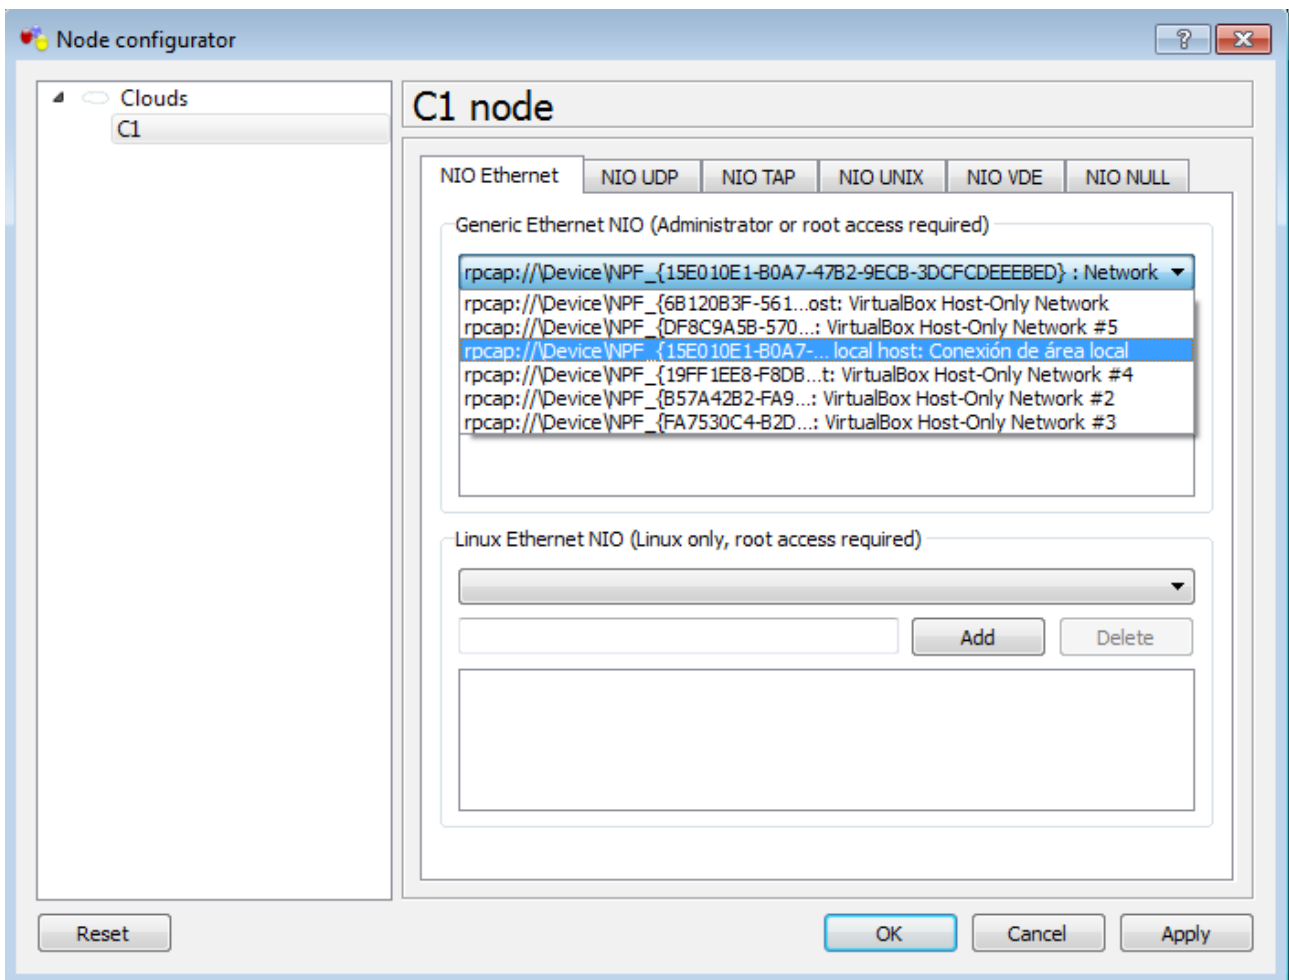 Node configurator
Clouds
C1
C1 node
NIO Ethernet NIO UDP NIO TAP NIO UNIX NIO VDE NIO NULL
Generic Ethernet NIO (Administrator or root access required)
rpcap://\Device\NPF_{15E010E1-B0A7-47B2-9ECB-3DCFCDEEEBED} : Network
rpcap://\Device\NPF_{6B120B3F-561...ost: VirtualBox Host-Only Network
rpcap://\Device\NPF_{DF8C9A5B-570...: VirtualBox Host-Only Network #5
rpcap://\Device\NPF_{15E010E1-B0A7-... local host: Conexión de área local
rpcap://\Device\NPF_{19FF1EE8-F8DB...t: VirtualBox Host-Only Network #4
rpcap://\Device\NPF_{B57A42B2-FA9...: VirtualBox Host-Only Network #2
rpcap://\Device\NPF_{FA7530C4-B2D...: VirtualBox Host-Only Network #3
Linux Ethernet NIO (Linux only, root access required)
Add Delete
Reset OK Cancel Apply